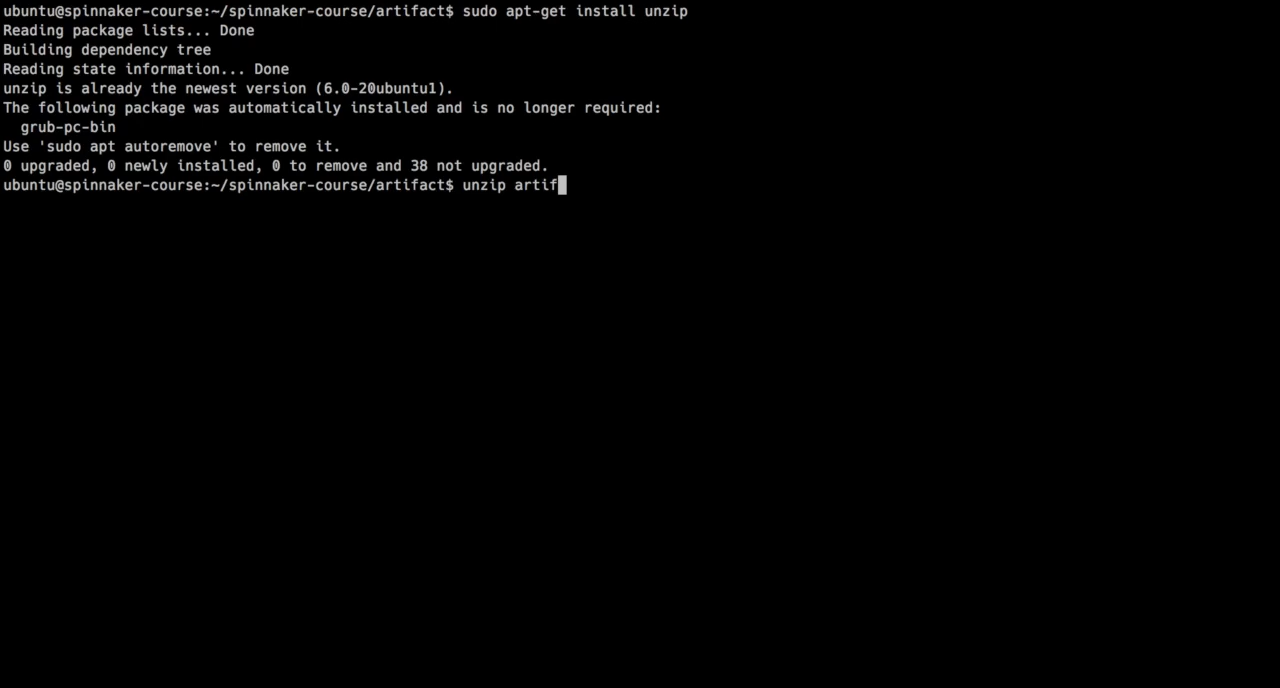 ubuntu@spinnaker-course:~/spinnaker-course/artifact$ sudo apt-get install unzip
Reading package lists... Done
Building dependency tree
Reading state information... Done
unzip is already the newest version (6.0-20ubuntu1).
The following package was automatically installed and is no longer required:
  grub-pc-bin
Use 'sudo apt autoremove' to remove it.
0 upgraded, 0 newly installed, 0 to remove and 38 not upgraded.
ubuntu@spinnaker-course:~/spinnaker-course/artifact$ unzip artif